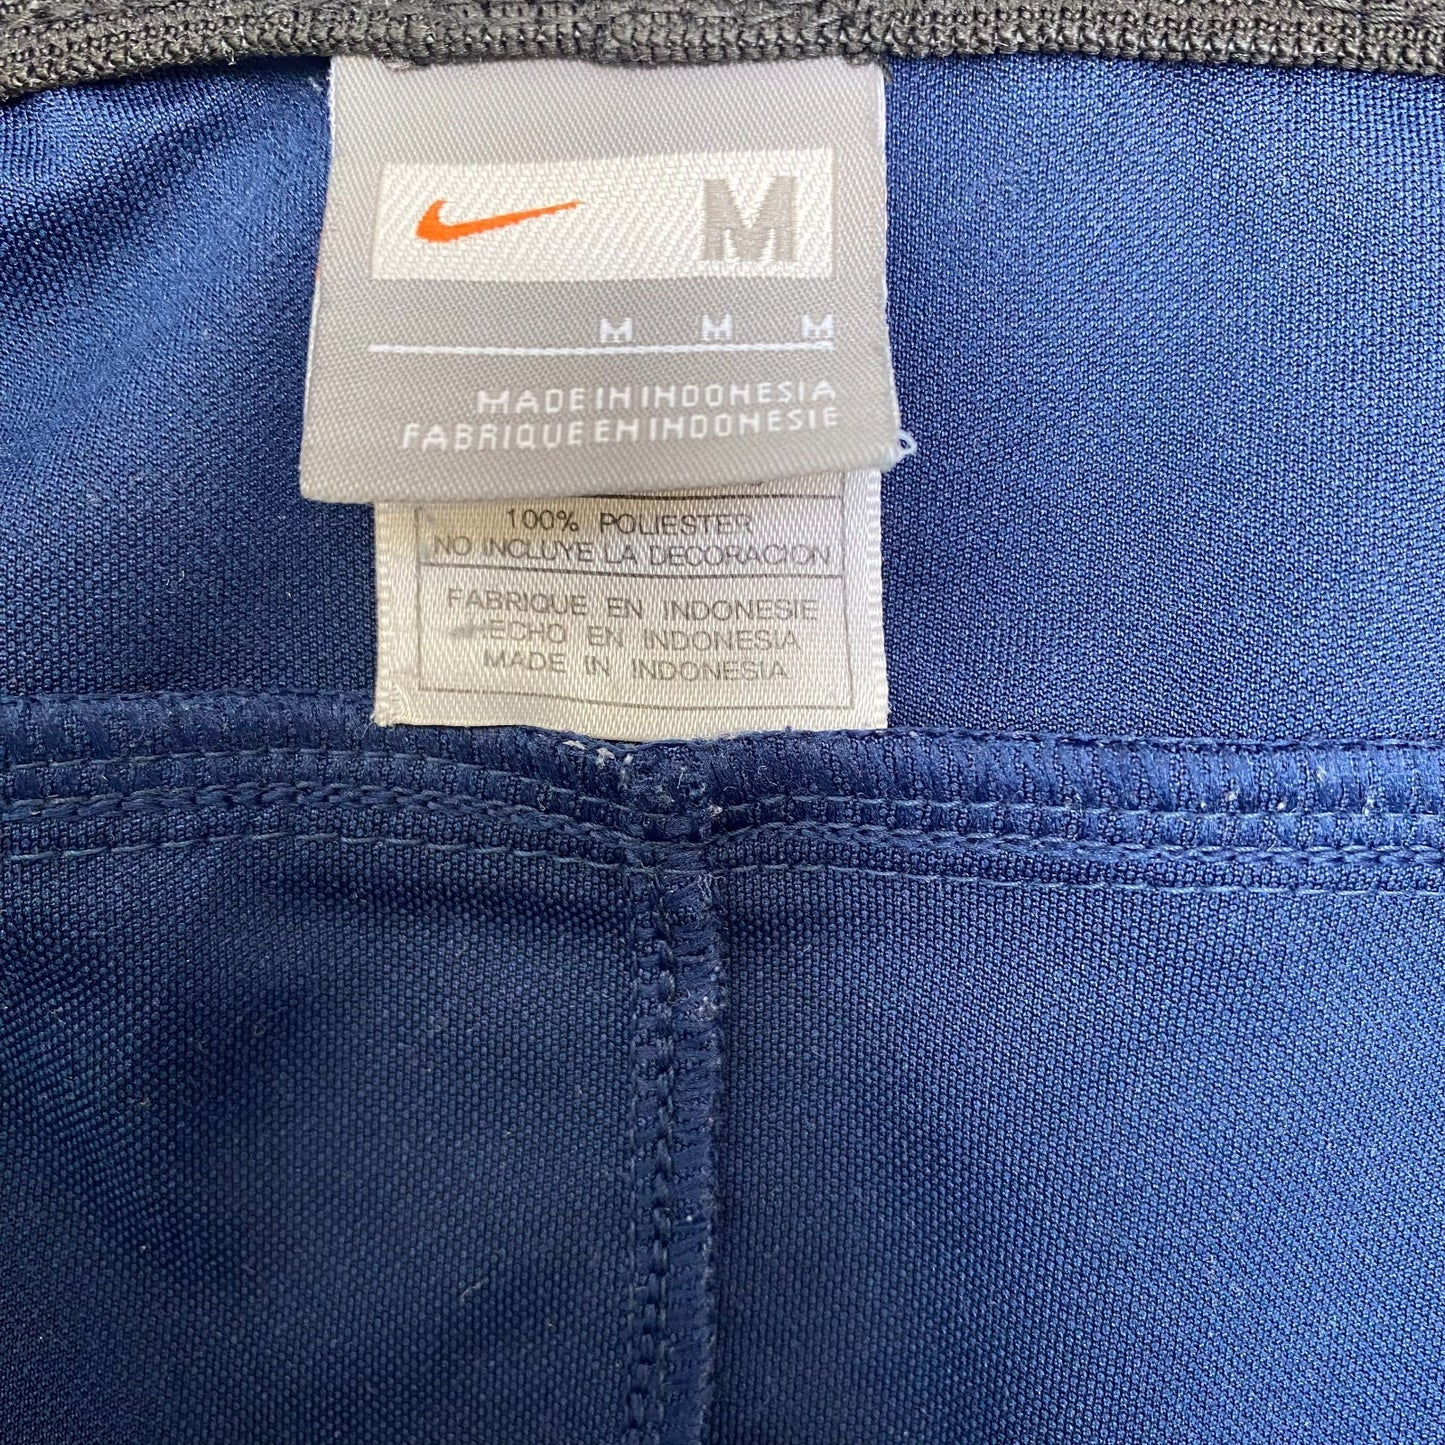 M
M M M
MADE IN INDONESIA
FABRIQUE EN INDONESIE
100% POLIESTER
NO INCLUYE LA DECORACION
FABRIQUE EN INDONESIE
HECHO EN INDONESIA
MADE IN INDONESIA